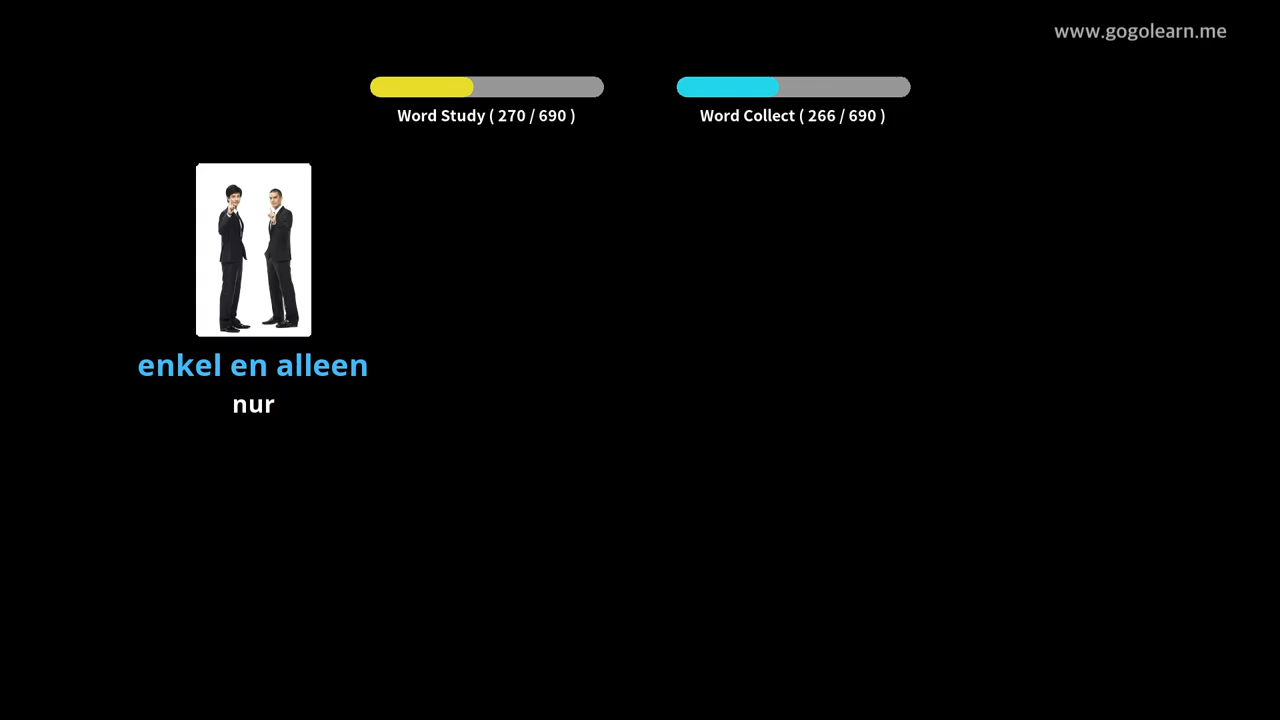 www.gogolearn.me
Word Study ( 270 / 690 )
Word Collect ( 266 / 690 )
enkel en alleen
nur